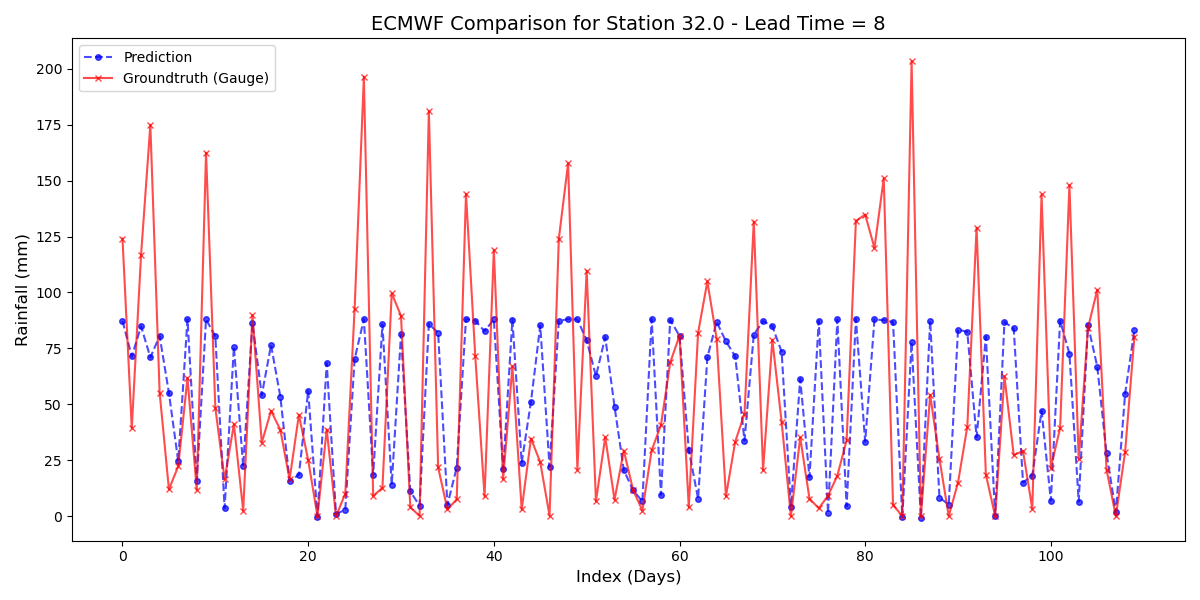 ECMWF Comparison for Station 32.0 - Lead Time = 8
Prediction
Groundtruth (Gauge)
Rainfall (mm)
200
175
150
125
100
75
50
25
0
0 20 40 60 80 100
Index (Days)